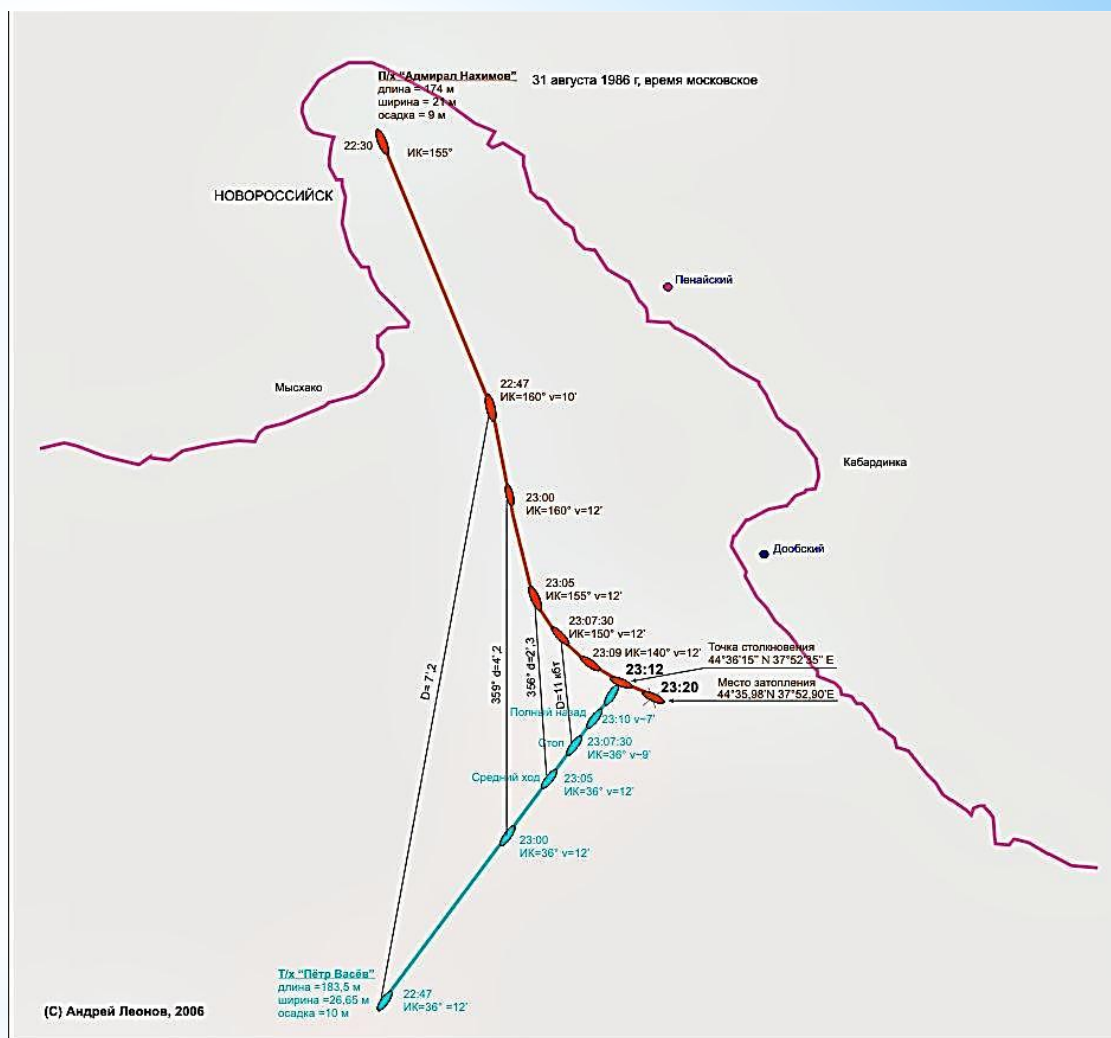 П/х "Адмирал Нахимов"
длина = 174 м
ширина = 21 м
осадка = 9 м
31 августа 1986 г, время московское
22:30
ИК=155°
НОВОРОССИЙСК
Пенайский
Мысхако
22:47
ИК=160° v=10'
Кабардинка
23:00
ИК=160° v=12'
Дообский
23:05
ИК=155° v=12'
23:07:30
ИК=150° v=12'
23:09 ИК=140° v=12'
Точка столкновения
44°36'15" N 37°52'35" E
23:12
23:20
Место затопления
44°35,98'N 37°52,90'E
D= 7',2
359° d=4',2
356° d=2',3
D=11 кбт
Полный назад
23:10 v~7'
Стоп
23:07:30
ИК=36° v~9'
Средний ход
23:05
ИК=36° v=12'
23:00
ИК=36° v=12'
Т/х "Пётр Васёв"
длина =183,5 м
ширина =26,65 м
осадка =10 м
22:47
ИК=36° =12'
(C) Андрей Леонов, 2006